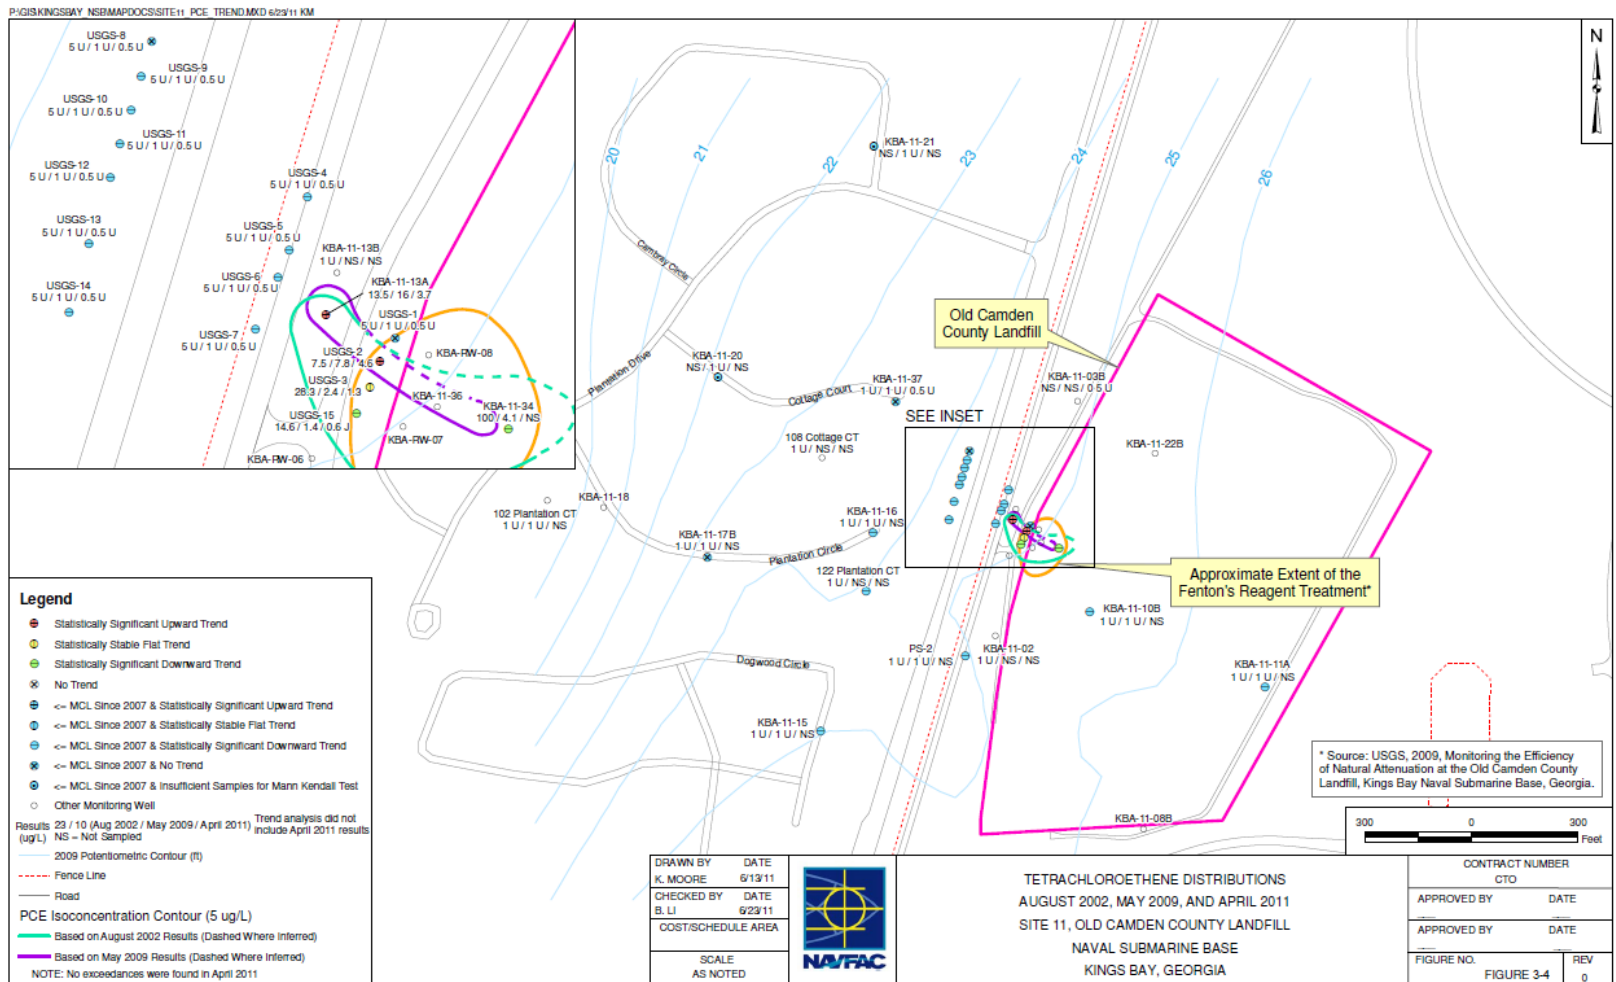 P:\GIS\KINGSBAY_NSB\MAPDOCS\SITE11_PCE_TREND.MXD 6/23/11 KM
USGS-8
5 U / 1 U / 0.5 U
USGS-9
5 U / 1 U / 0.5 U
USGS-10
5 U / 1 U / 0.5 U
USGS-11
5 U / 1 U / 0.5 U
USGS-12
5 U / 1 U / 0.5 U
USGS-13
5 U / 1 U / 0.5 U
USGS-14
5 U / 1 U / 0.5 U
USGS-4
5 U / 1 U / 0.5 U
USGS-5
5 U / 1 U / 0.5 U
USGS-6
5 U / 1 U / 0.5 U
USGS-7
5 U / 1 U / 0.5 U
KBA-11-13B
1 U / NS / NS
KBA-11-13A
13.5 / 16 / 3.7
USGS-1
5 U / 1 U / 0.5 U
USGS-2
7.5 / 7.8 / 4.6
USGS-3
28.3 / 2.4 / 1.3
USGS-15
14.6 / 1.4 / 0.6 J
KBA-RW-08
KBA-11-36
KBA-11-34
100 / 4.1 / NS
KBA-RW-07
KBA-RW-06
N
20
21
22
23
24
25
26
KBA-11-21
NS / 1 U / NS
Cambray Circle
Plantation Drive
KBA-11-20
NS / 1 U / NS
Cottage Court
KBA-11-37
1 U / 1 U / 0.5 U
Old Camden
County Landfill
KBA-11-03B
NS / NS / 0.5 U
SEE INSET
108 Cottage CT
1 U / NS / NS
KBA-11-22B
KBA-11-18
102 Plantation CT
1 U / 1 U / NS
KBA-11-16
1 U / 1 U / NS
KBA-11-17B
1 U / 1 U / NS
Plantation Circle
122 Plantation CT
1 U / NS / NS
Approximate Extent of the
Fenton's Reagent Treatment*
KBA-11-10B
1 U / 1 U / NS
PS-2
1 U / 1 U / NS
KBA-11-02
1 U / NS / NS
Dogwood Circle
KBA-11-11A
1 U / 1 U / NS
KBA-11-15
1 U / 1 U / NS
KBA-11-08B
* Source: USGS, 2009, Monitoring the Efficiency
of Natural Attenuation at the Old Camden County
Landfill, Kings Bay Naval Submarine Base, Georgia.
300 0 300
Feet
Legend
Statistically Significant Upward Trend
Statistically Stable Flat Trend
Statistically Significant Downward Trend
No Trend
<= MCL Since 2007 & Statistically Significant Upward Trend
<= MCL Since 2007 & Statistically Stable Flat Trend
<= MCL Since 2007 & Statistically Significant Downward Trend
<= MCL Since 2007 & No Trend
<= MCL Since 2007 & Insufficient Samples for Mann Kendall Test
Other Monitoring Well
Results 23 / 10 (Aug 2002 / May 2009 / April 2011) Trend analysis did not
(ug/L) NS = Not Sampled include April 2011 results
2009 Potentiometric Contour (ft)
Fence Line
Road
PCE Isoconcentration Contour (5 ug/L)
Based on August 2002 Results (Dashed Where Inferred)
Based on May 2009 Results (Dashed Where Inferred)
NOTE: No exceedances were found in April 2011
DRAWN BY DATE
K. MOORE 6/13/11
CHECKED BY DATE
B. LI 6/23/11
COST/SCHEDULE AREA
SCALE
AS NOTED
NAVFAC
TETRACHLOROETHENE DISTRIBUTIONS
AUGUST 2002, MAY 2009, AND APRIL 2011
SITE 11, OLD CAMDEN COUNTY LANDFILL
NAVAL SUBMARINE BASE
KINGS BAY, GEORGIA
CONTRACT NUMBER
CTO
APPROVED BY DATE
APPROVED BY DATE
FIGURE NO. REV
FIGURE 3-4 0